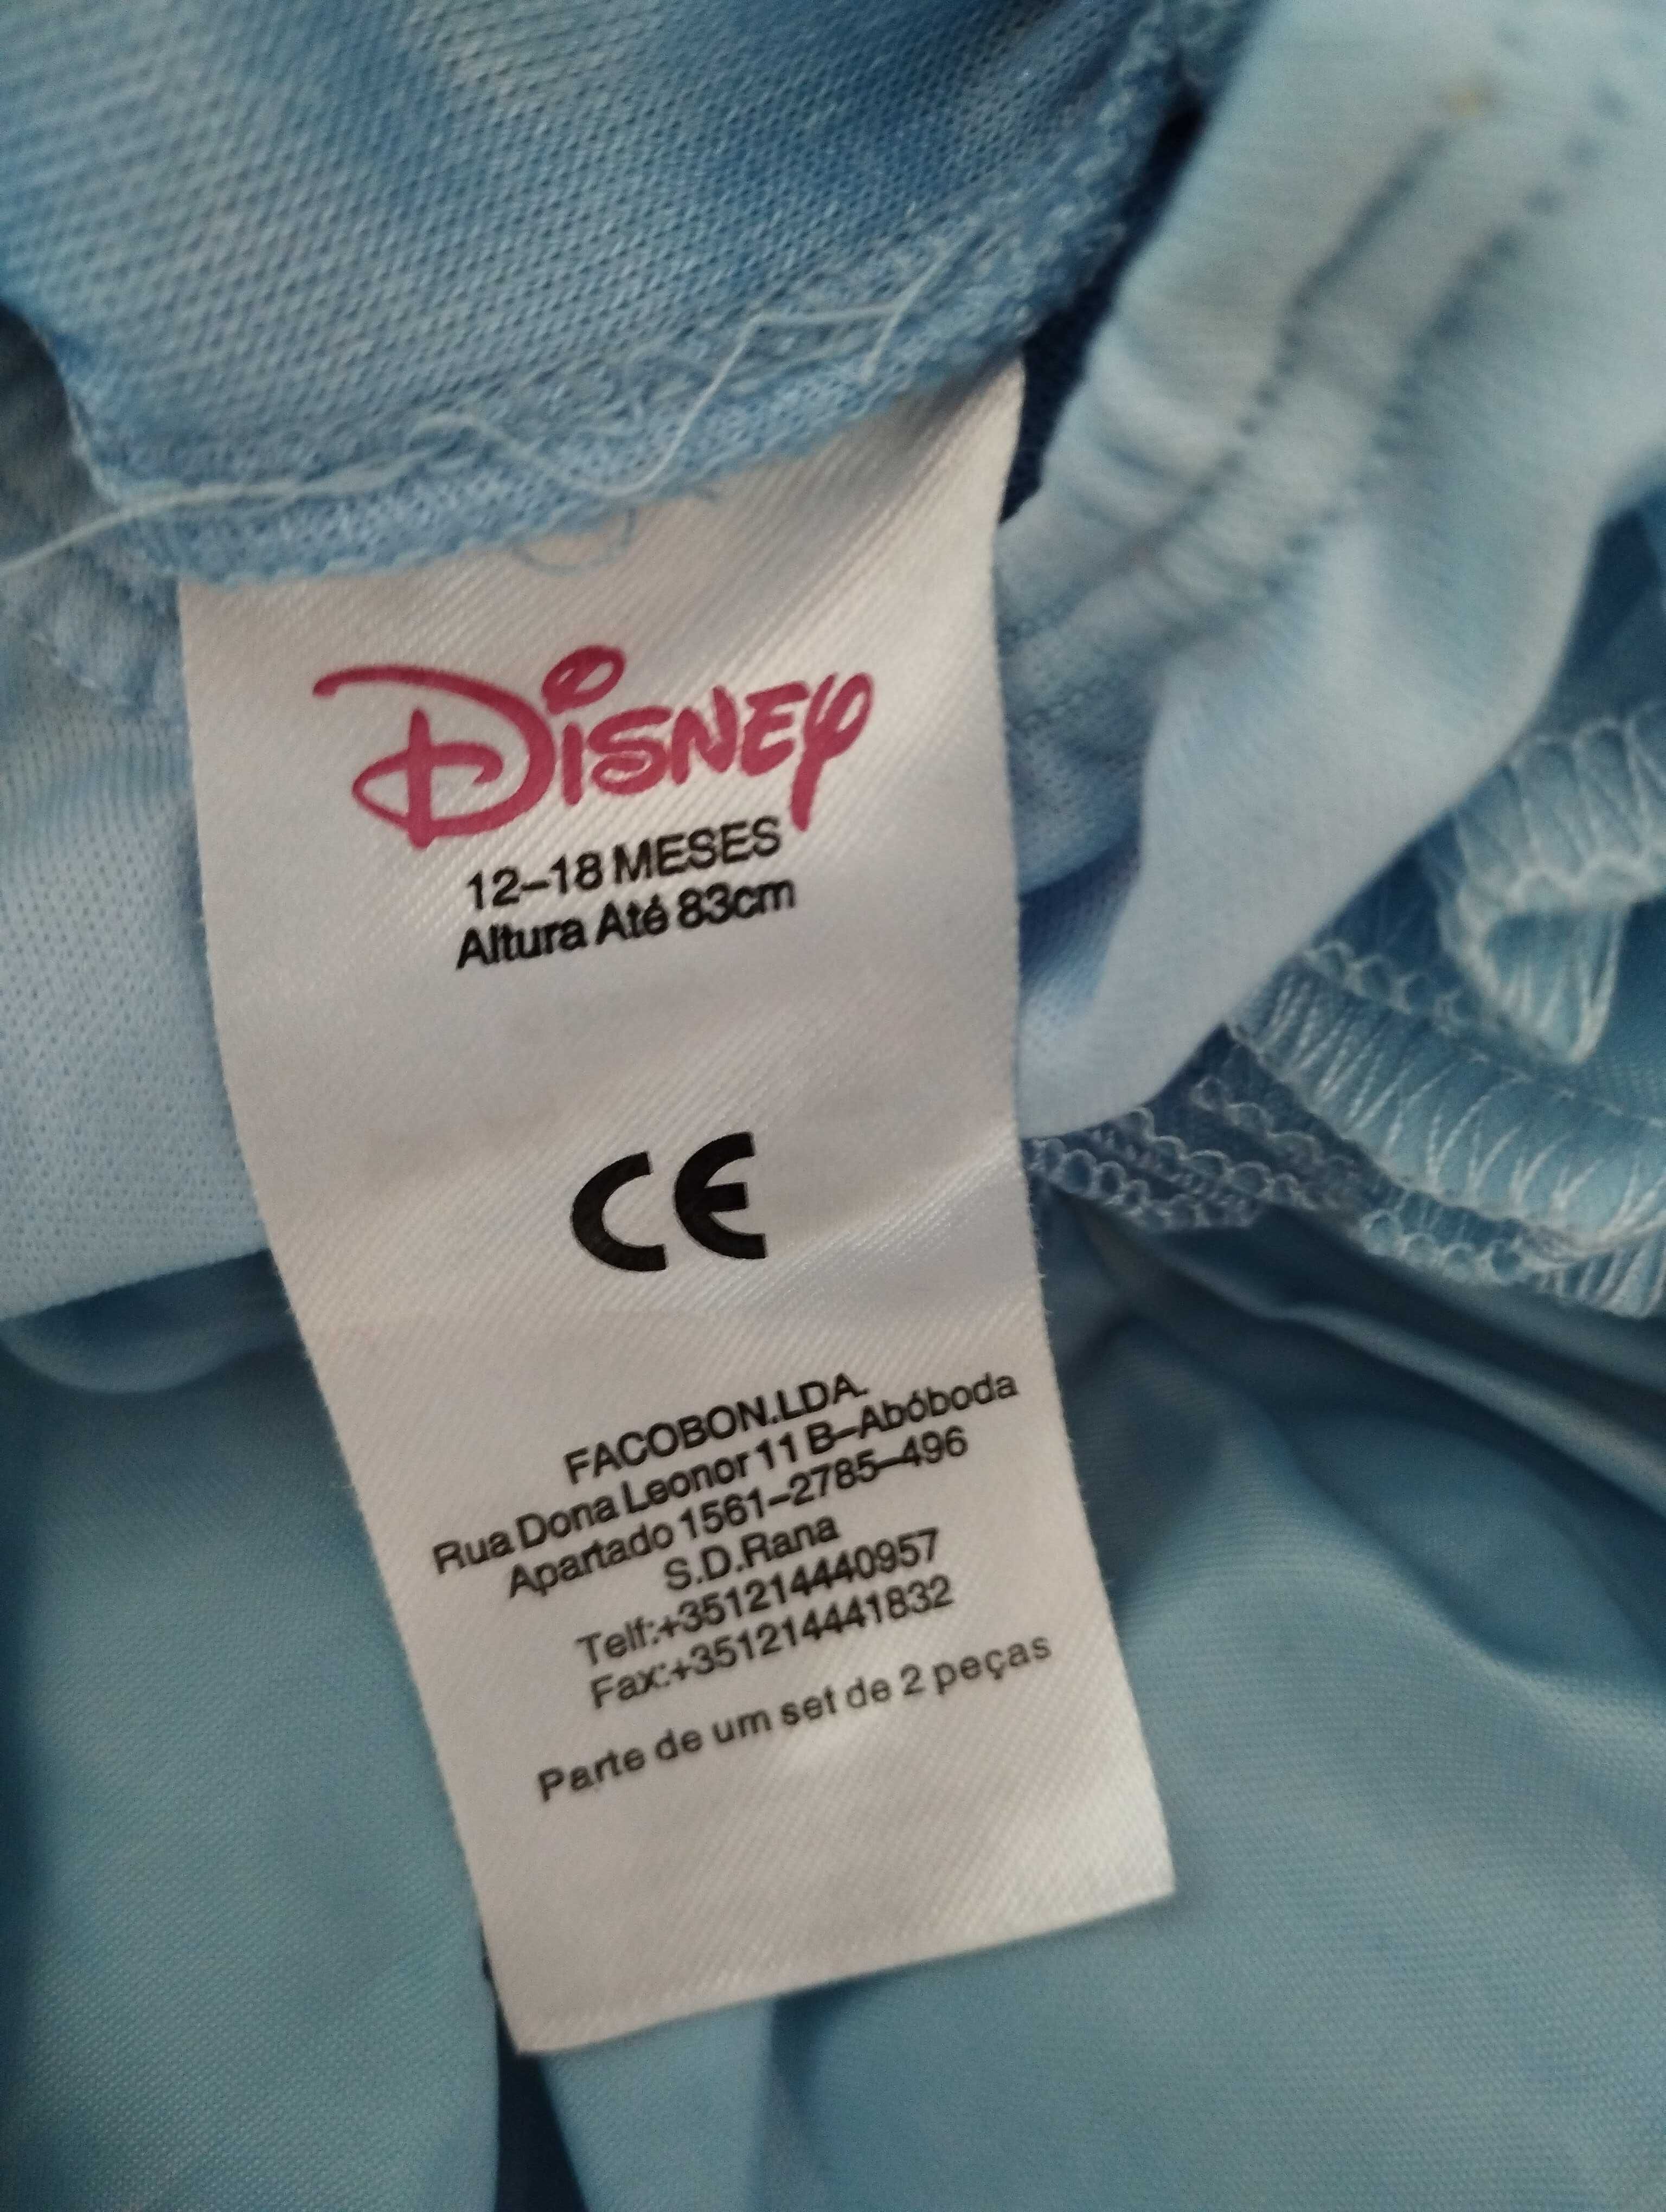 Disney
12–18 MESES
Altura Até 83cm
CE
FACOBON.LDA.
Rua Dona Leonor 11 B–Abóboda
Apartado 1561–2785–496
S.D.Rana
Telf:+351214440957
Fax:+351214441832
Parte de um set de 2 peças